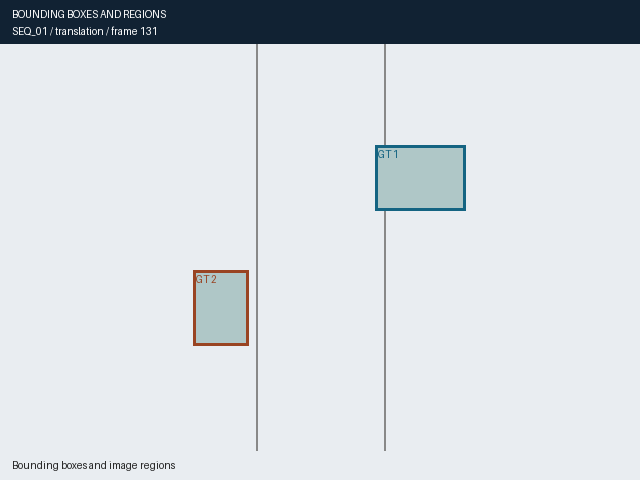 BOUNDING BOXES AND REGIONS
SEQ_01 / translation / frame 131
GT1
GT2
Bounding boxes and image regions